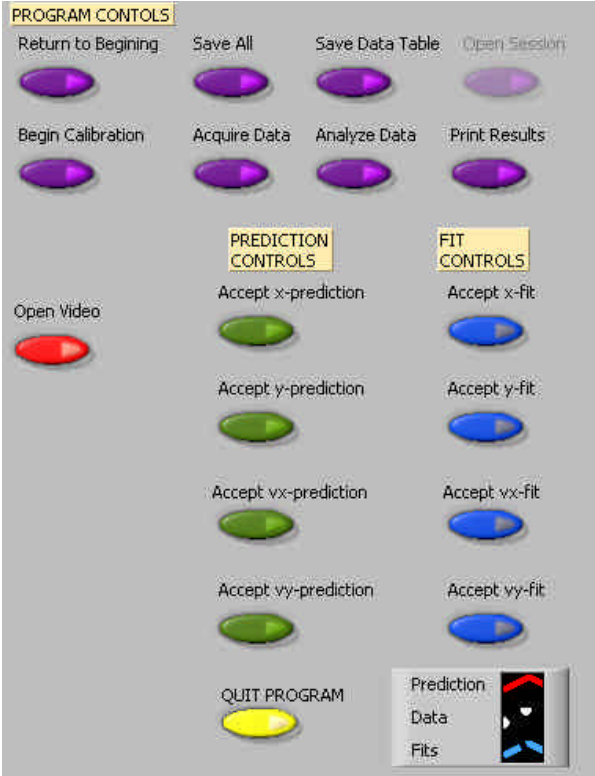 PROGRAM CONTOLS
Return to Begining
Save All
Save Data Table
Open Session
Begin Calibration
Acquire Data
Analyze Data
Print Results
PREDICTION
CONTROLS
FIT
CONTROLS
Open Video
Accept x-prediction
Accept x-fit
Accept y-prediction
Accept y-fit
Accept vx-prediction
Accept vx-fit
Accept vy-prediction
Accept vy-fit
QUIT PROGRAM
Prediction
Data
Fits